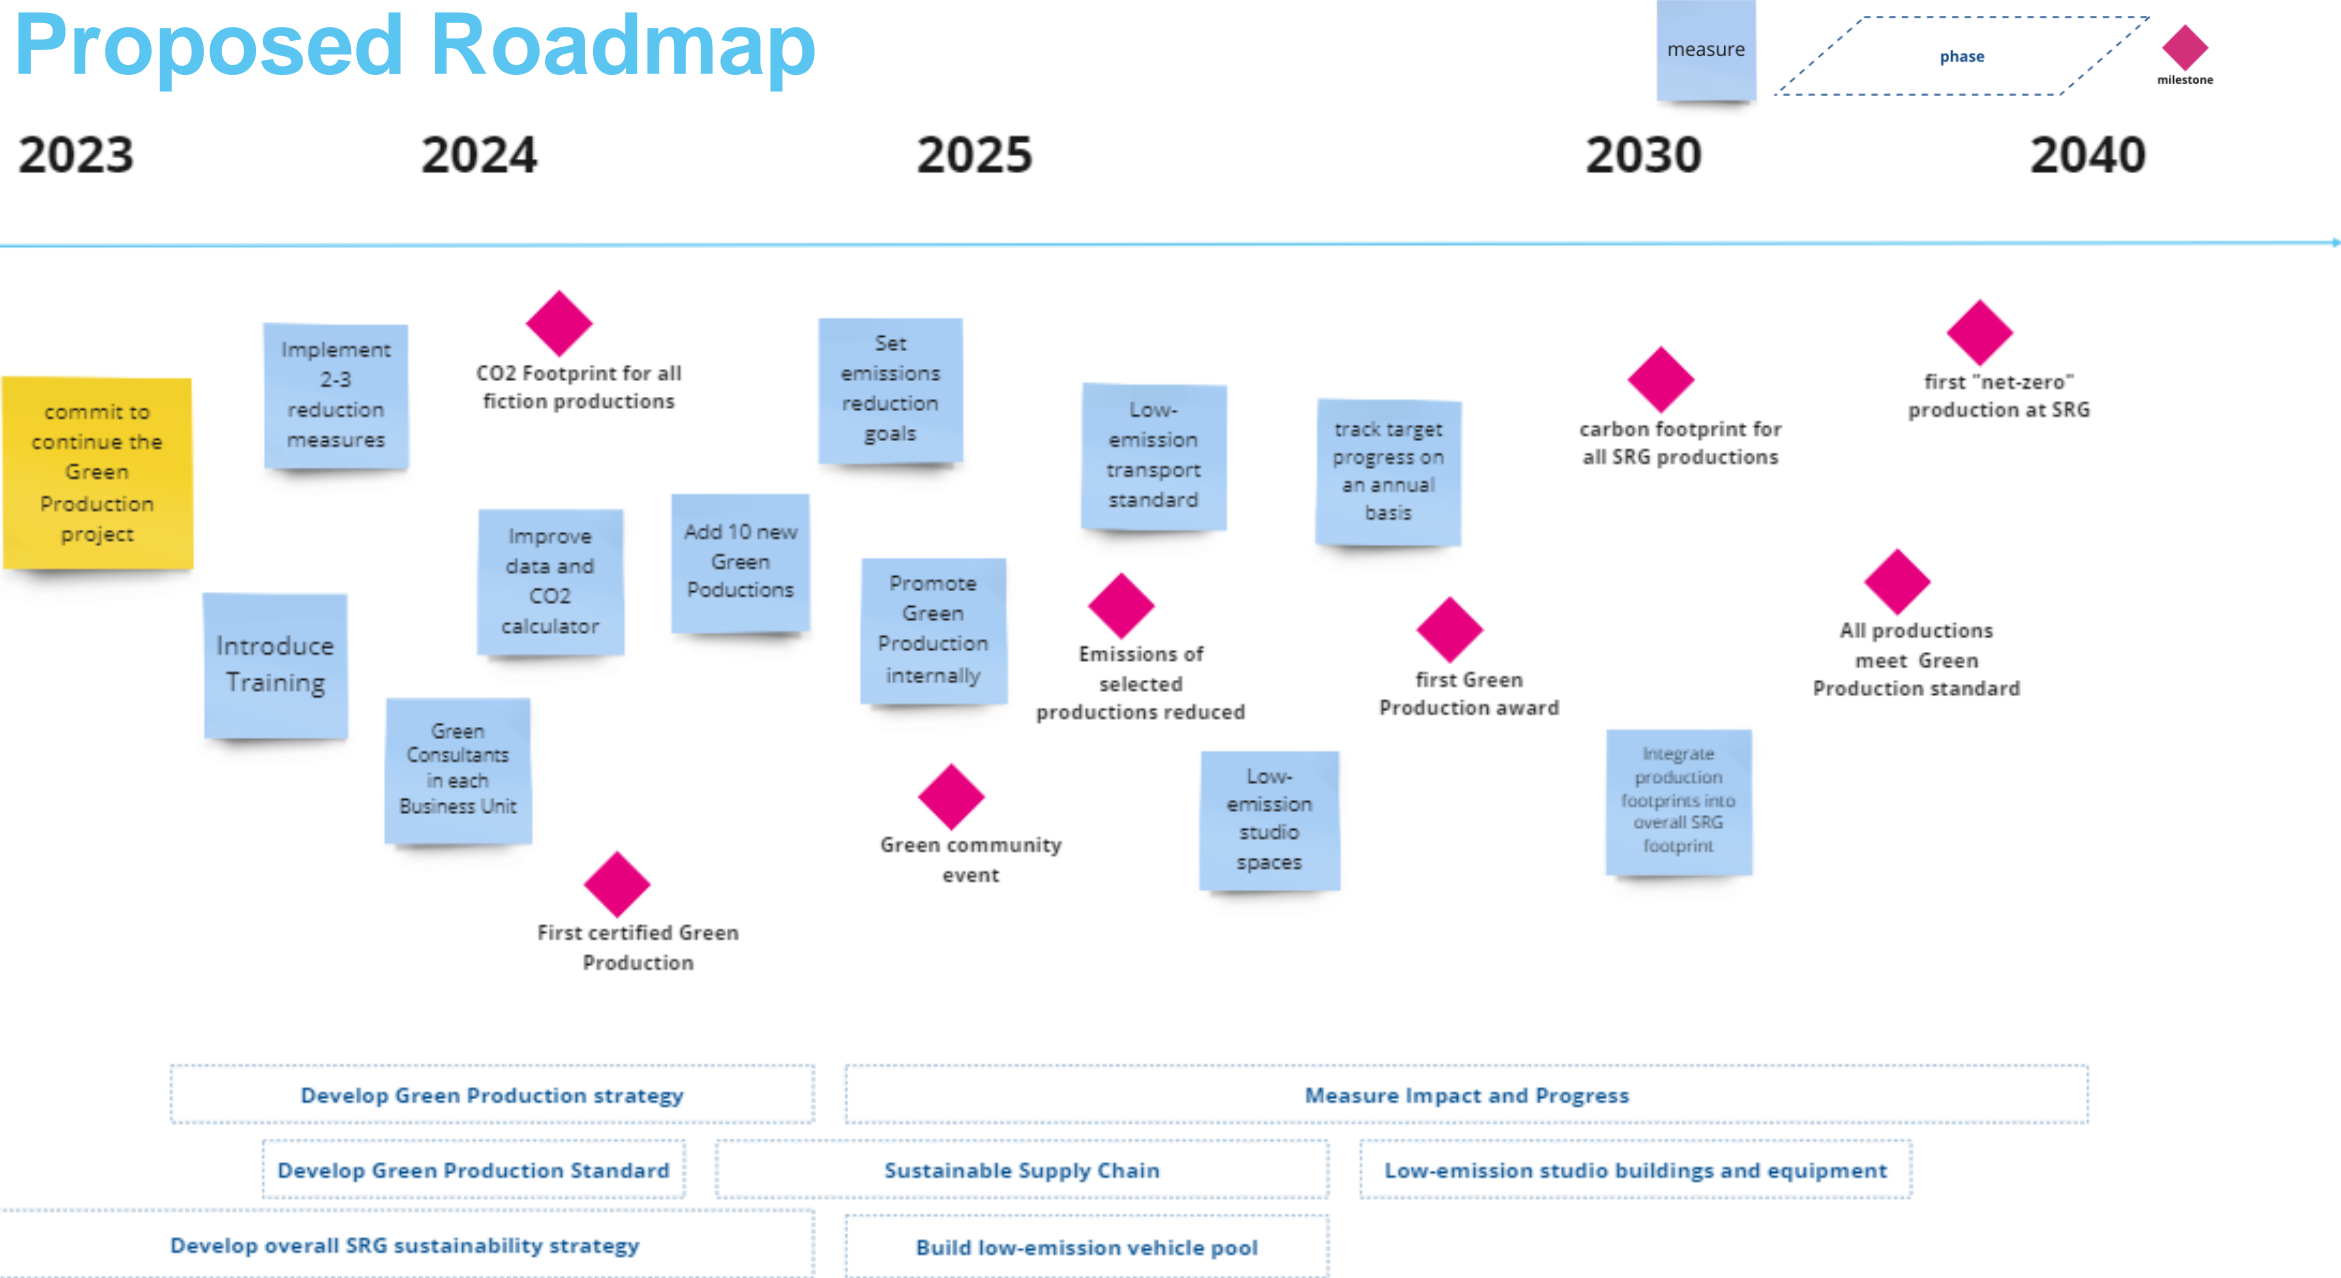 Proposed Roadmap
measure
phase
milestone
2023
2024
2025
2030
2040
commit to
continue the
Green
Production
project
Implement
2-3
reduction
measures
Introduce
Training
CO2 Footprint for all
fiction productions
Improve
data and
CO2
calculator
Green
Consultants
in each
Business Unit
First certified Green
Production
Add 10 new
Green
Poductions
Set
emissions
reduction
goals
Promote
Green
Production
internally
Green community
event
Low-
emission
transport
standard
Emissions of
selected
productions reduced
Low-
emission
studio
spaces
track target
progress on
an annual
basis
first Green
Production award
carbon footprint for
all SRG productions
Integrate
production
footprints into
overall SRG
footprint
first "net-zero"
production at SRG
All productions
meet Green
Production standard
Develop Green Production strategy
Measure Impact and Progress
Develop Green Production Standard
Sustainable Supply Chain
Low-emission studio buildings and equipment
Develop overall SRG sustainability strategy
Build low-emission vehicle pool